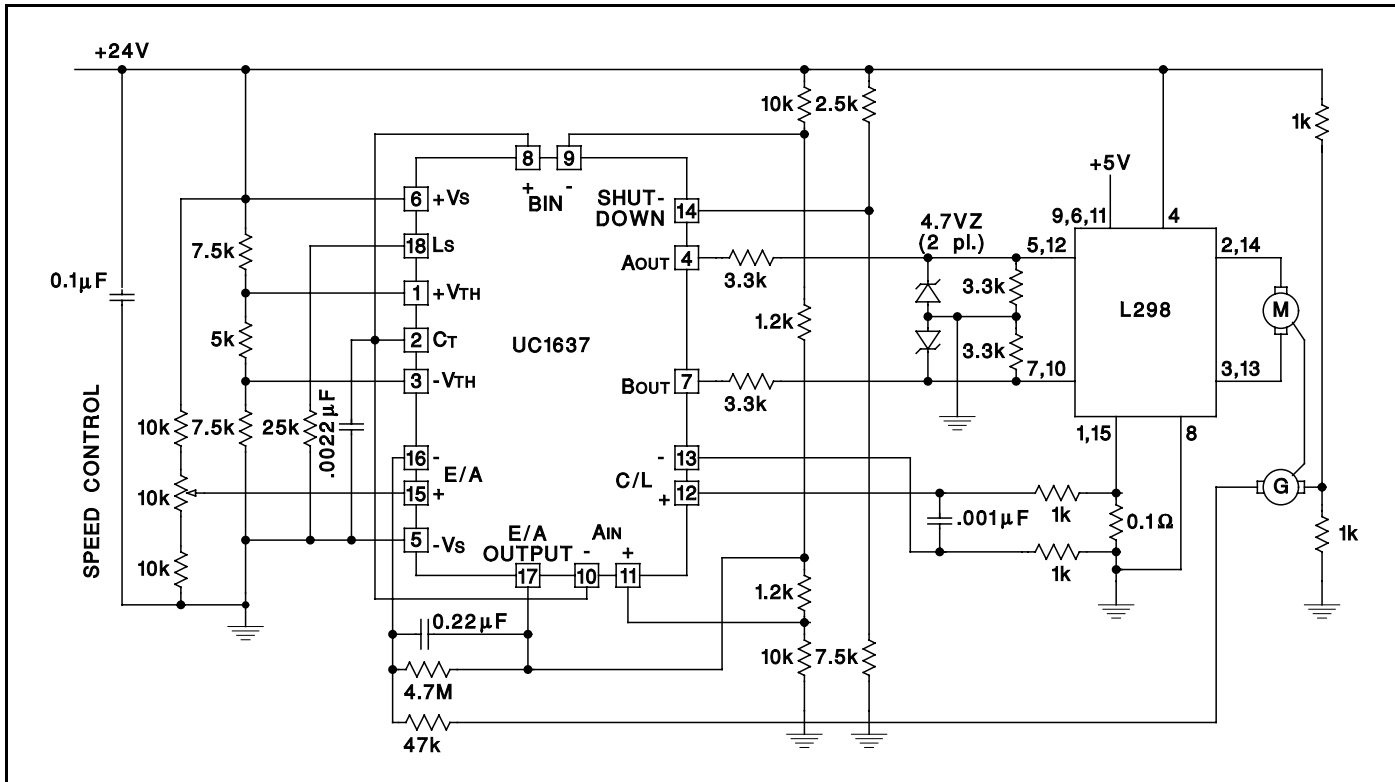 +24V
10k
2.5k
1k
8
9
+
BIN
-
+5V
6
+VS
SHUT-
DOWN
14
9,6,11
4
4.7VZ
(2 pl.)
5,12
2,14
7.5k
18
LS
AOUT
4
3.3k
0.1μF
1
+VTH
3.3k
L298
M
1.2k
5k
2
CT
UC1637
3.3k
3
-VTH
BOUT
7
3.3k
7,10
3,13
SPEED CONTROL
10k
7.5k
25k
.0022μF
1,15
8
16
-
E/A
-
13
C/L
10k
15
+
+
12
G
.001μF
1k
0.1Ω
1k
5
-VS
E/A
OUTPUT
AIN
-
+
10k
17
10
11
1k
1.2k
0.22μF
10k
7.5k
4.7M
47k